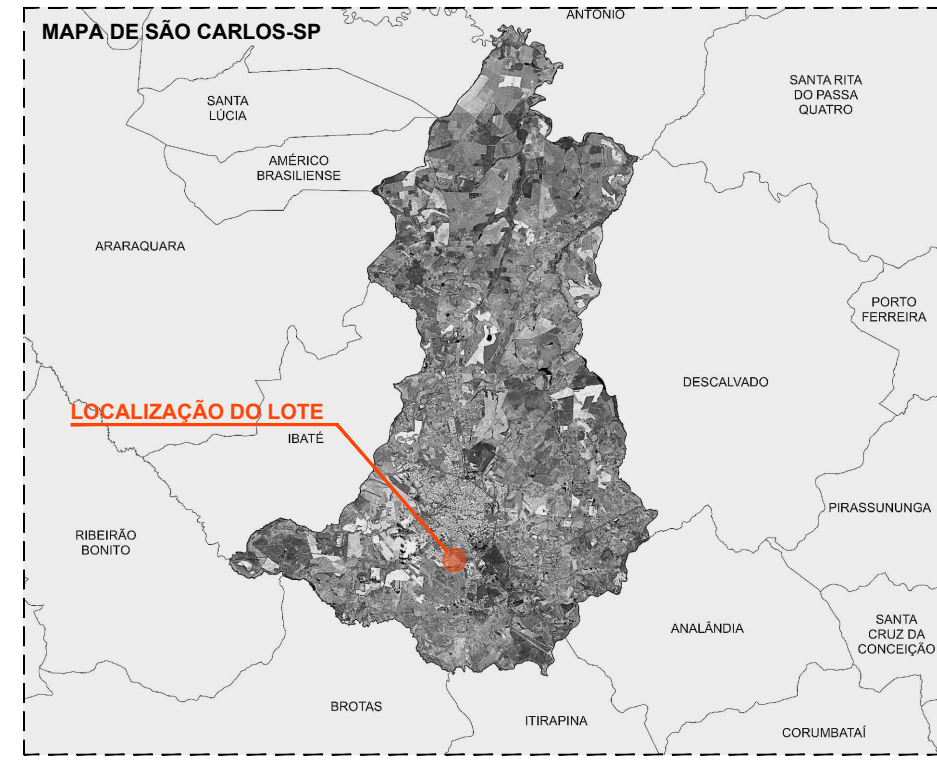 ANTONIO
MAPA DE SÃO CARLOS-SP
SANTA RITA
DO PASSA
QUATRO
SANTA
LÚCIA
AMÉRICO
BRASILIENSE
ARARAQUARA
PORTO
FERREIRA
DESCALVADO
LOCALIZAÇÃO DO LOTE
IBATÉ
PIRASSUNUNGA
RIBEIRÃO
BONITO
SANTA
CRUZ DA
CONCEIÇÃO
ANALÂNDIA
BROTAS
ITIRAPINA
CORUMBATAÍ